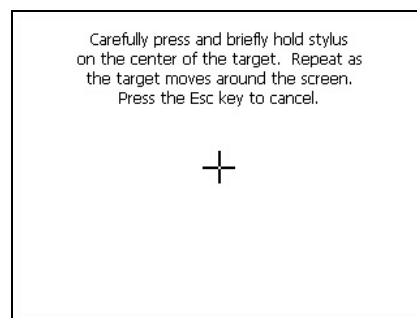 Carefully press and briefly hold stylus
on the center of the target. Repeat as
the target moves around the screen.
Press the Esc key to cancel.